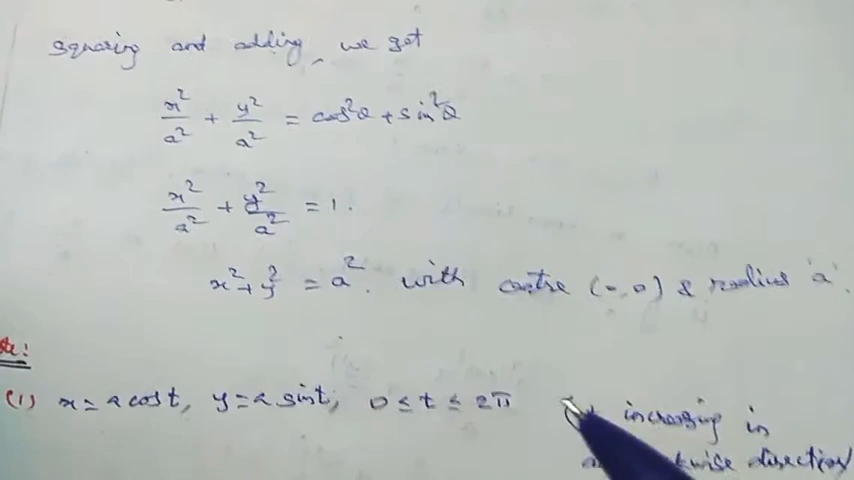 squaring and adding, we get
x²/a² + y²/a² = cos²θ + sin²θ
x²/a² + y²/a² = 1.
x² + y² = a². with centre (0,0) & radius 'a'.
(1) x = a cos t, y = a sin t, 0 ≤ t ≤ 2π increasing in
direction